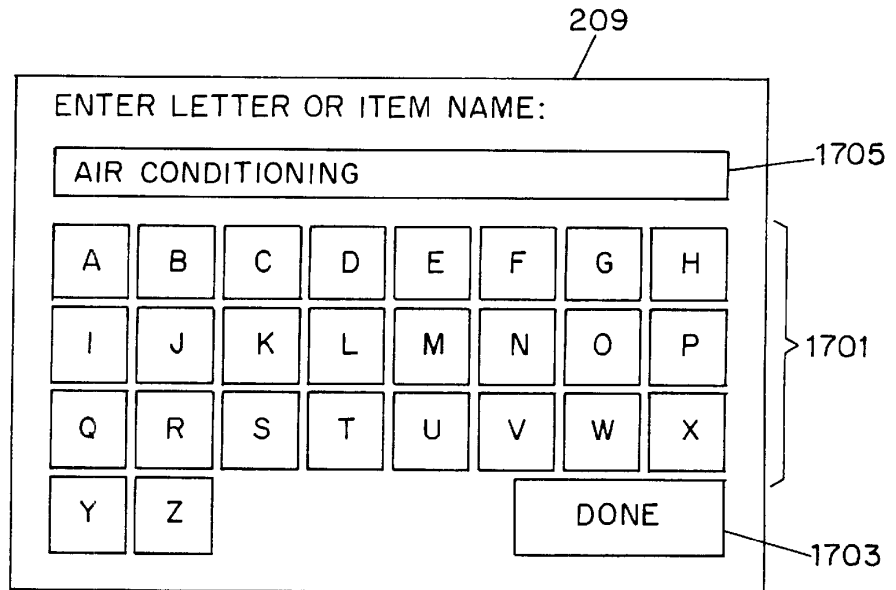 209
ENTER LETTER OR ITEM NAME:
AIR CONDITIONING
1705
A B C D E F G H
I J K L M N O P
1701
Q R S T U V W X
Y Z DONE
1703